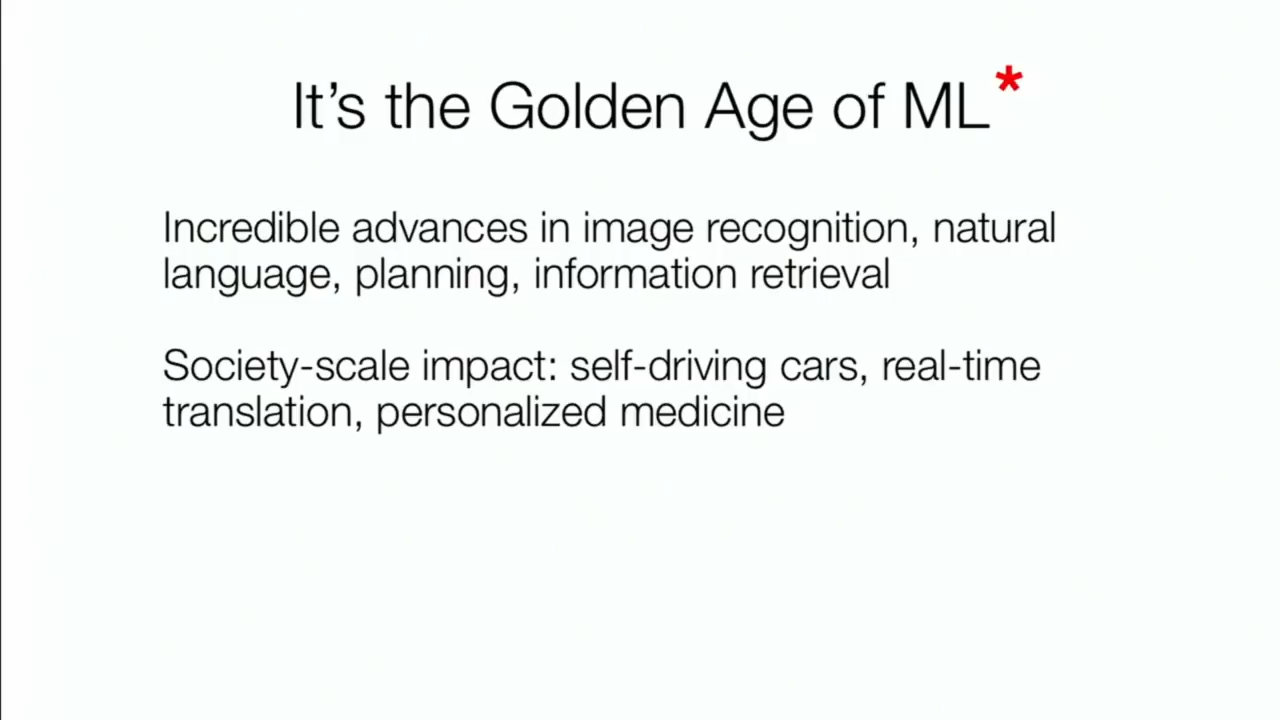 It’s the Golden Age of ML*
Incredible advances in image recognition, natural
language, planning, information retrieval
Society-scale impact: self-driving cars, real-time
translation, personalized medicine